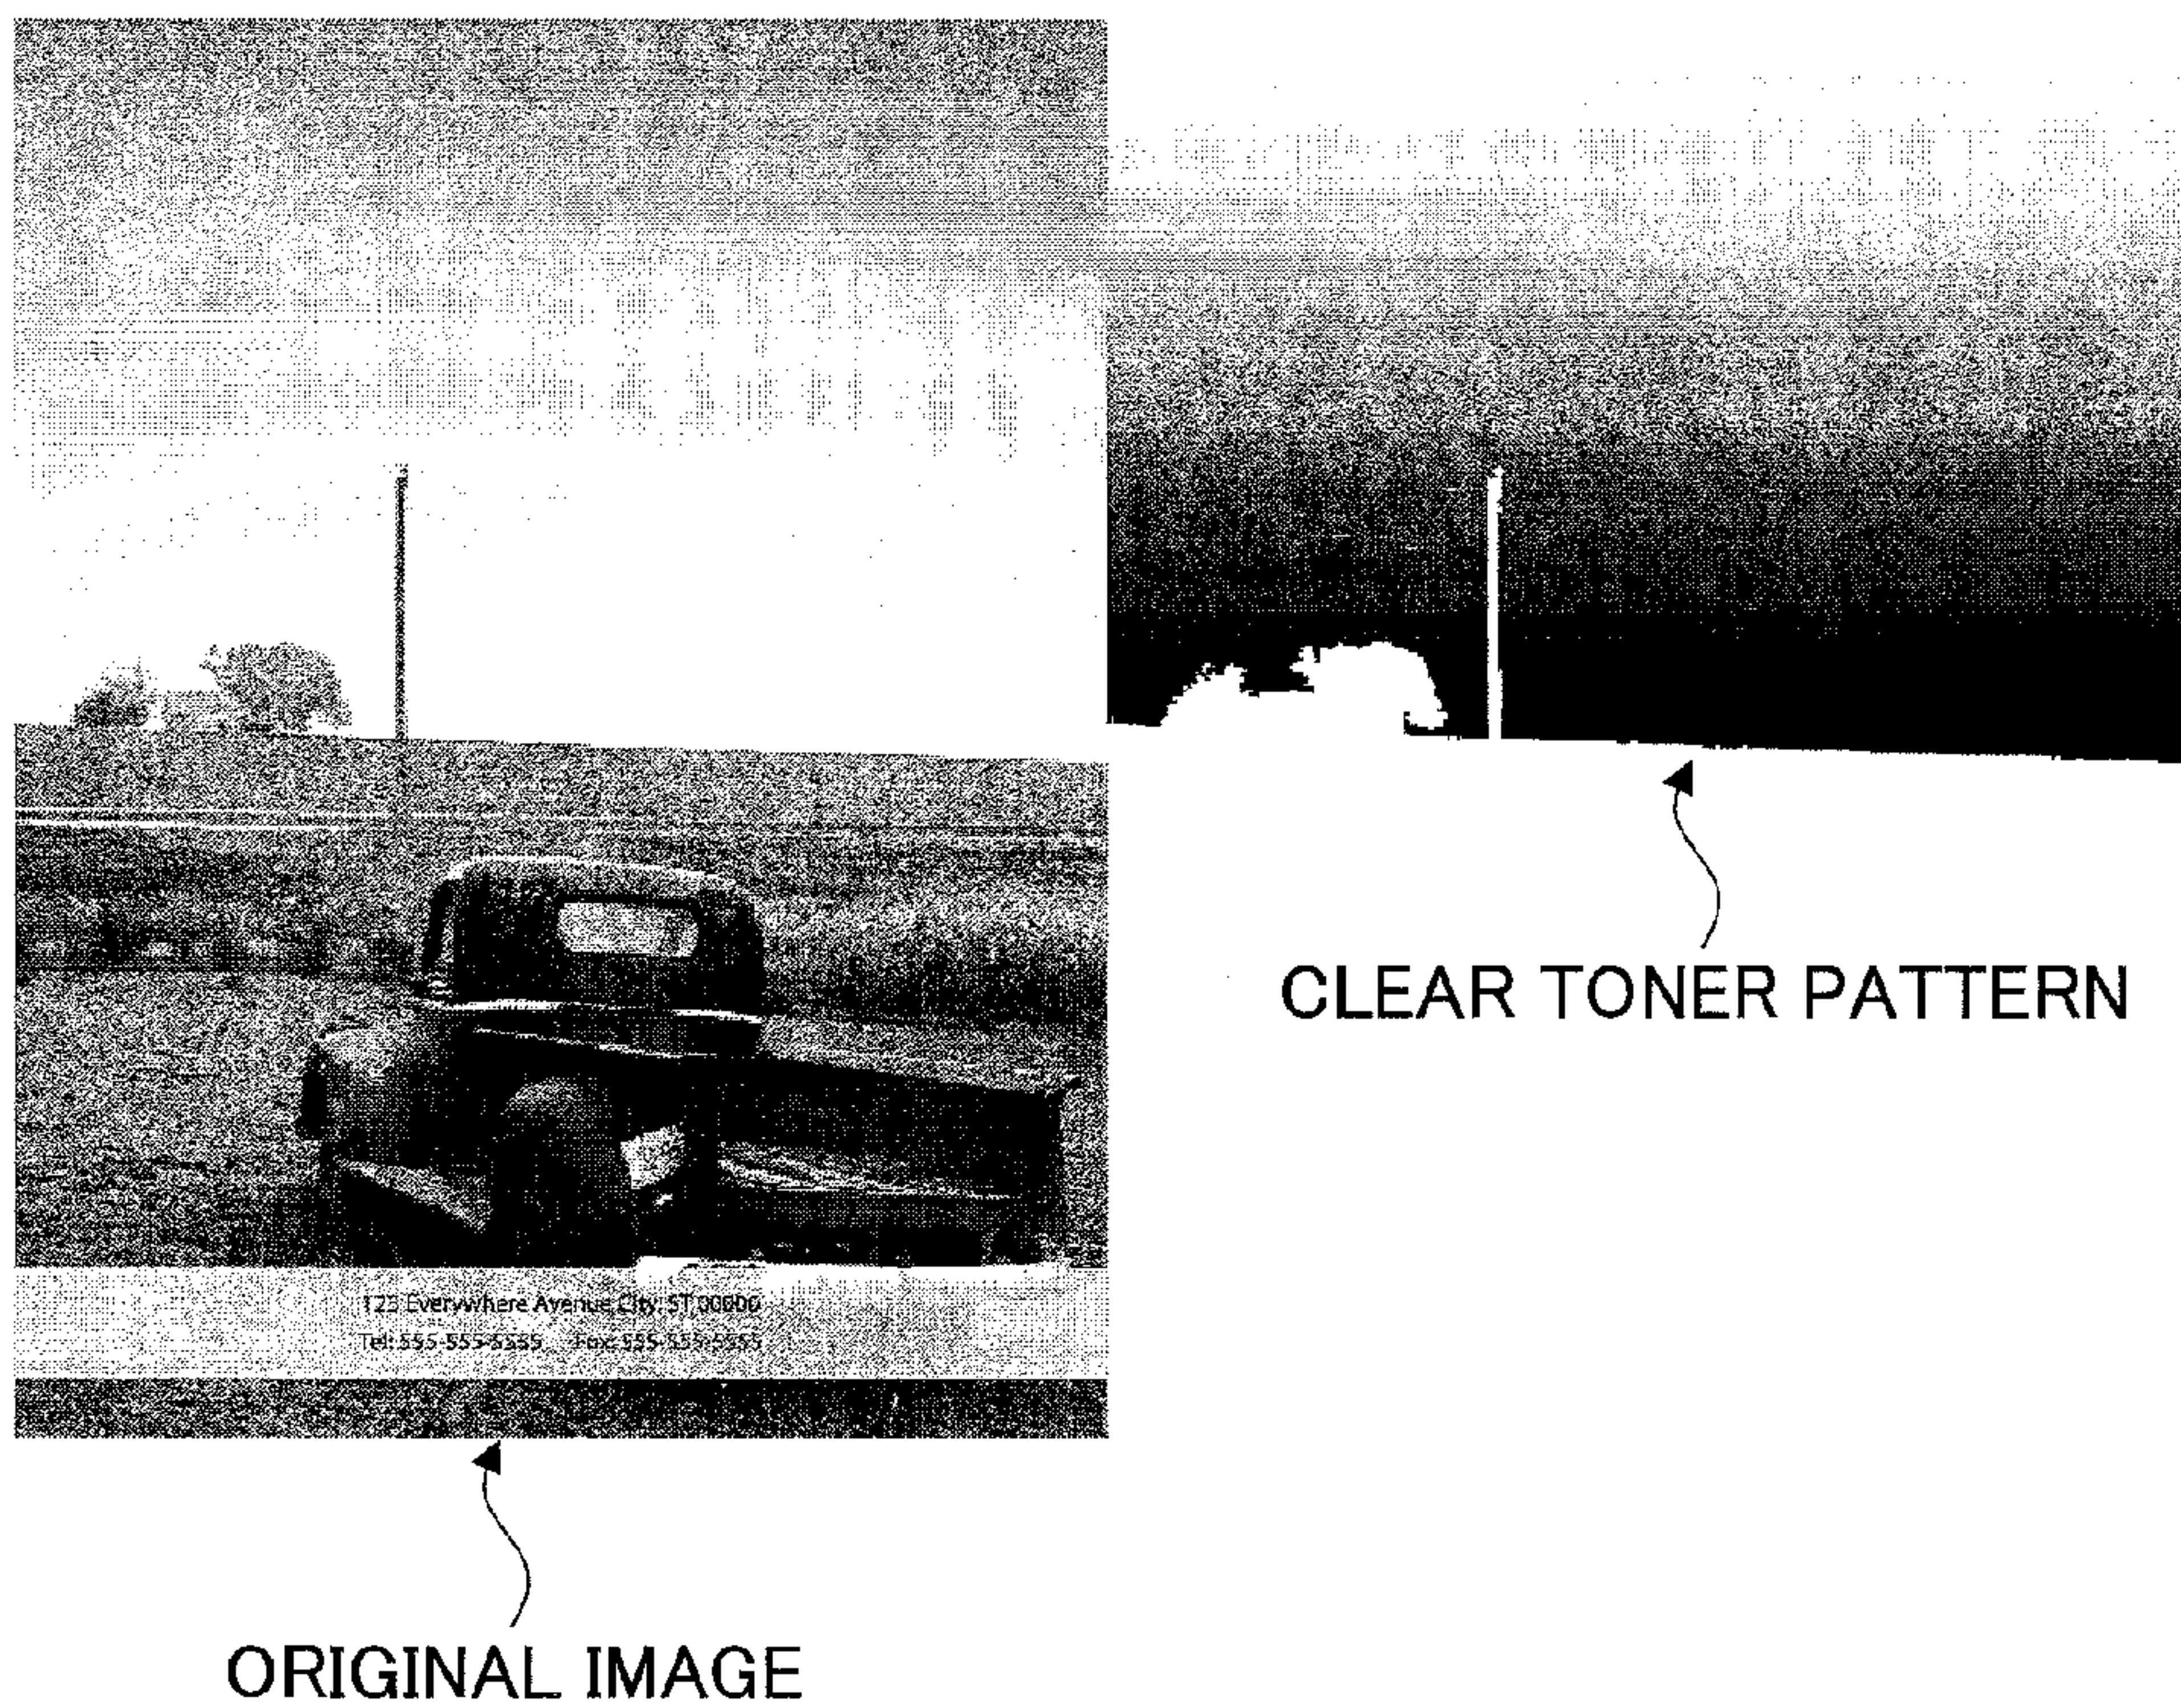 CLEAR TONER PATTERN
123 Everywhere Avenue City, ST 00000
Tel: 555-555-5555 Fax: 555-555-5555
ORIGINAL IMAGE